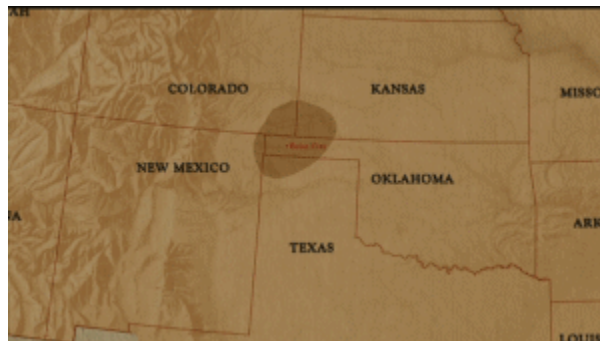 AH
COLORADO
KANSAS
MISSO
NEW MEXICO
OKLAHOMA
NA
ARK
TEXAS
LOUIS